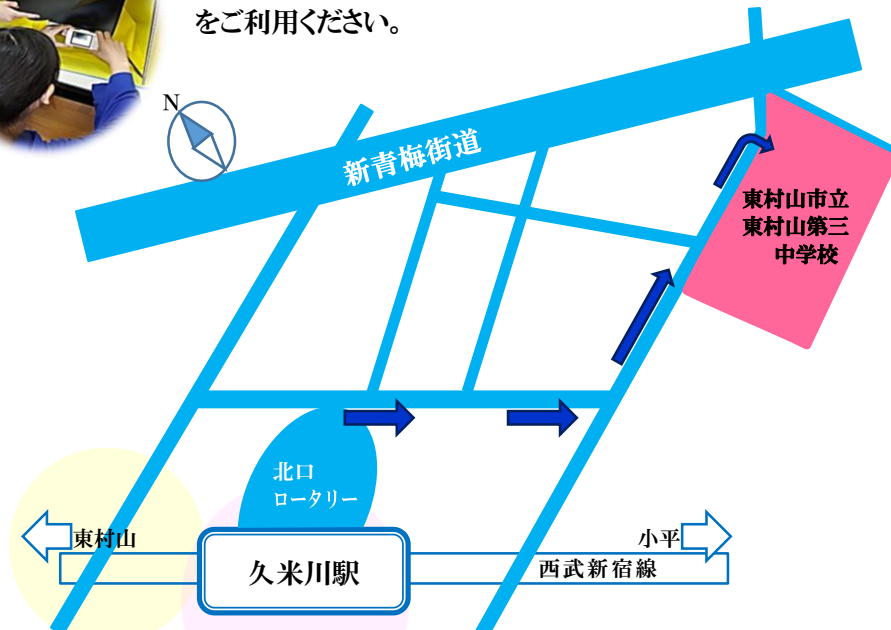 をご利用ください。
N
新青梅街道
東村山市立
東村山第三
中学校
北口
ロータリー
東村山
小平
久米川駅
西武新宿線